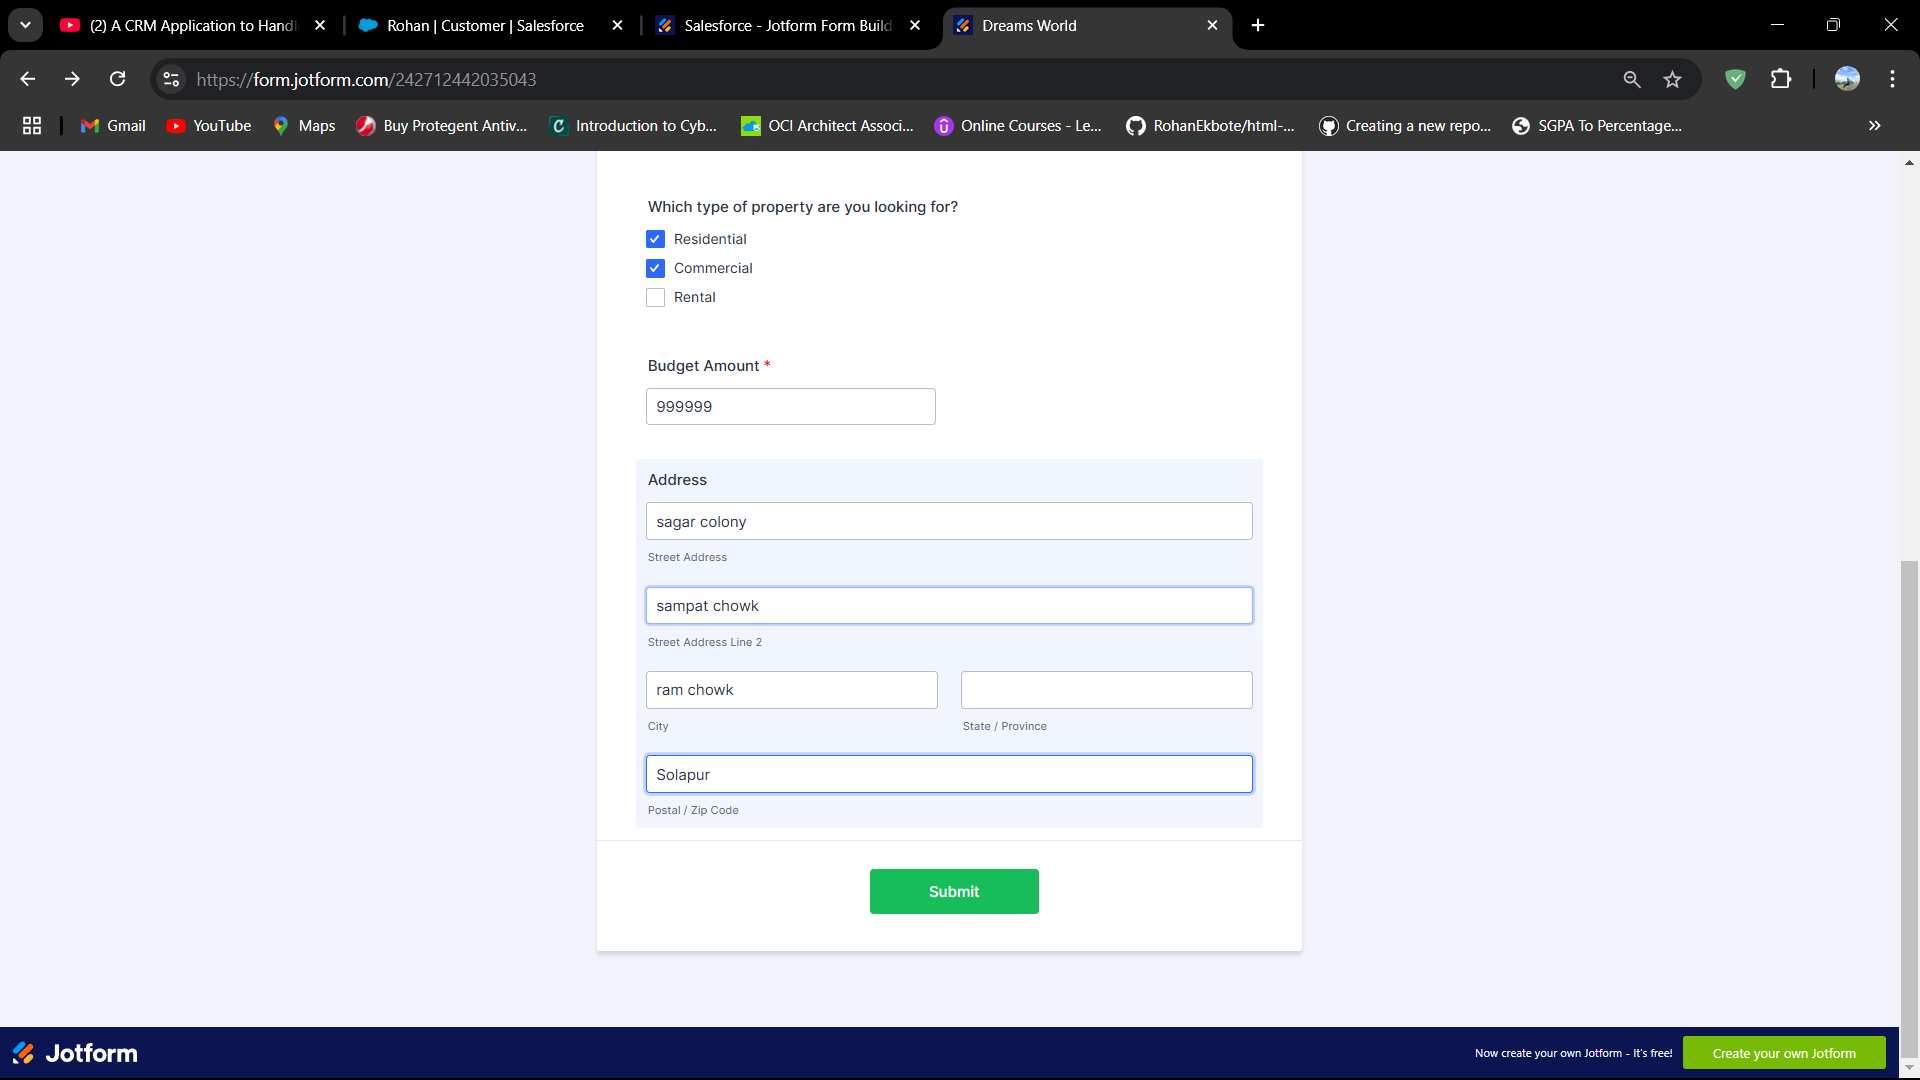 (2) A CRM Application to Handl
Rohan | Customer | Salesforce
Salesforce - Jotform Form Build
Dreams World
https://form.jotform.com/242712442035043
Gmail
YouTube
Maps
Buy Protegent Antiv...
Introduction to Cyb...
OCI Architect Associ...
Online Courses - Le...
RohanEkbote/html-...
Creating a new repo...
SGPA To Percentage...
Which type of property are you looking for?
Residential
Commercial
Rental
Budget Amount *
999999
Address
sagar colony
Street Address
sampat chowk
Street Address Line 2
ram chowk
City
State / Province
Solapur
Postal / Zip Code
Submit
Jotform
Now create your own Jotform - It's free!
Create your own Jotform